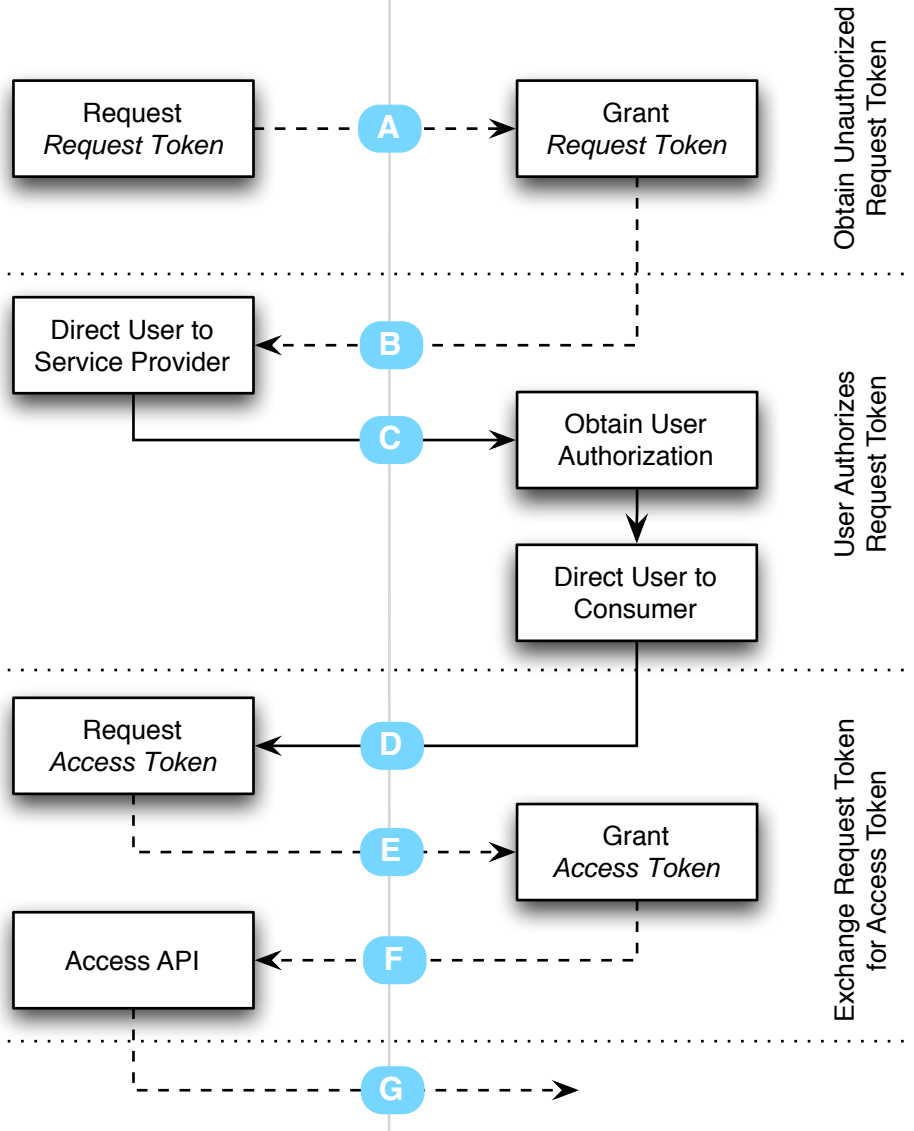 Request
Request Token
A
Grant
Request Token
Obtain Unauthorized
Request Token
Direct User to
Service Provider
B
C
Obtain User
Authorization
Direct User to
Consumer
User Authorizes
Request Token
Request
Access Token
D
E
Grant
Access Token
Access API
F
Exchange Request Token
for Access Token
G